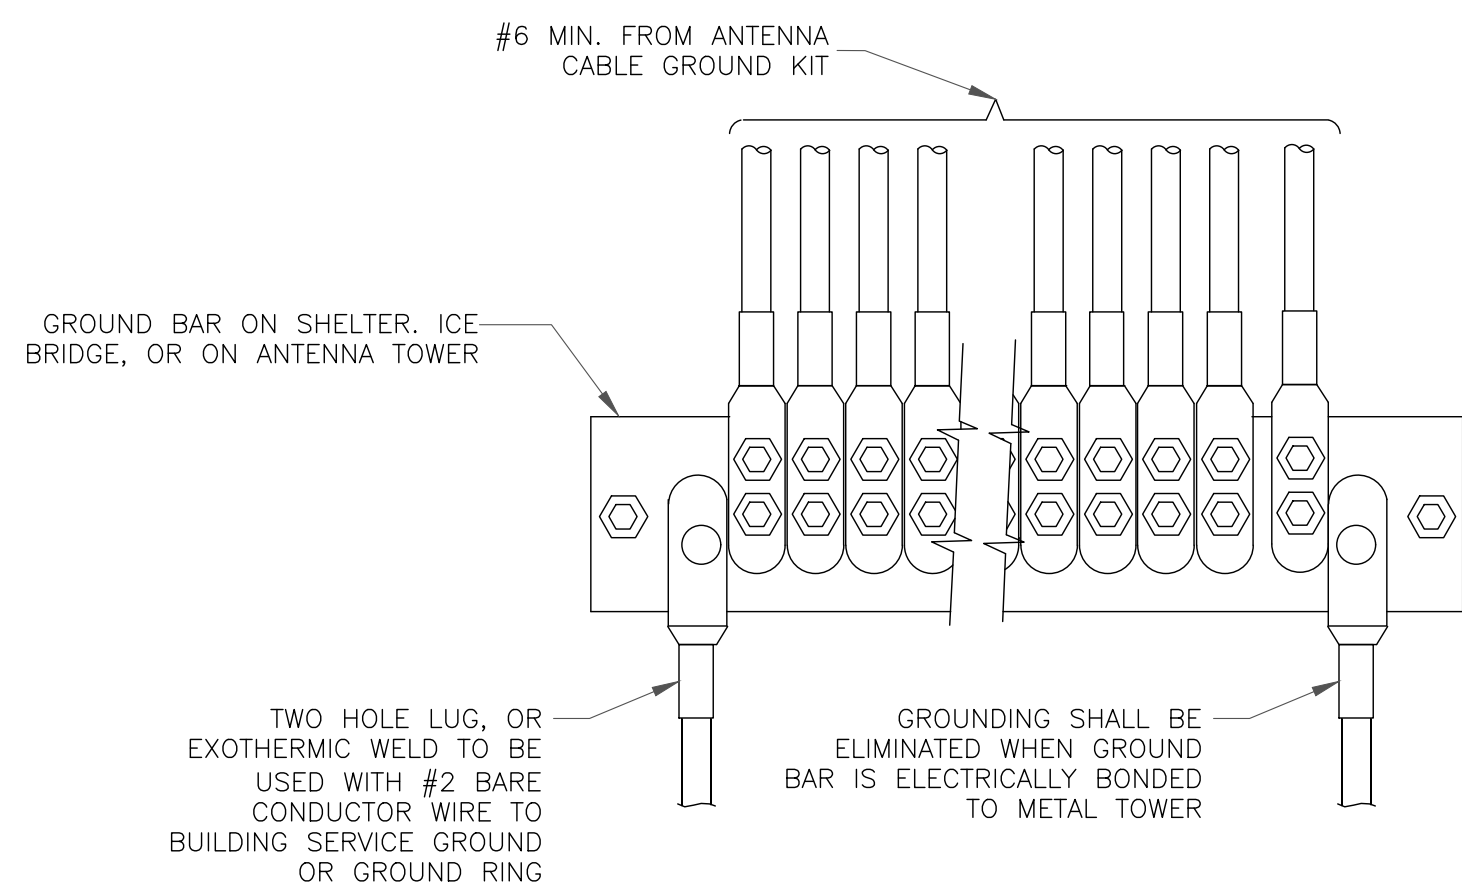 #6 MIN. FROM ANTENNA
CABLE GROUND KIT
GROUND BAR ON SHELTER. ICE
BRIDGE, OR ON ANTENNA TOWER
TWO HOLE LUG, OR
EXOTHERMIC WELD TO BE
USED WITH #2 BARE
CONDUCTOR WIRE TO
BUILDING SERVICE GROUND
OR GROUND RING
GROUNDING SHALL BE
ELIMINATED WHEN GROUND
BAR IS ELECTRICALLY BONDED
TO METAL TOWER